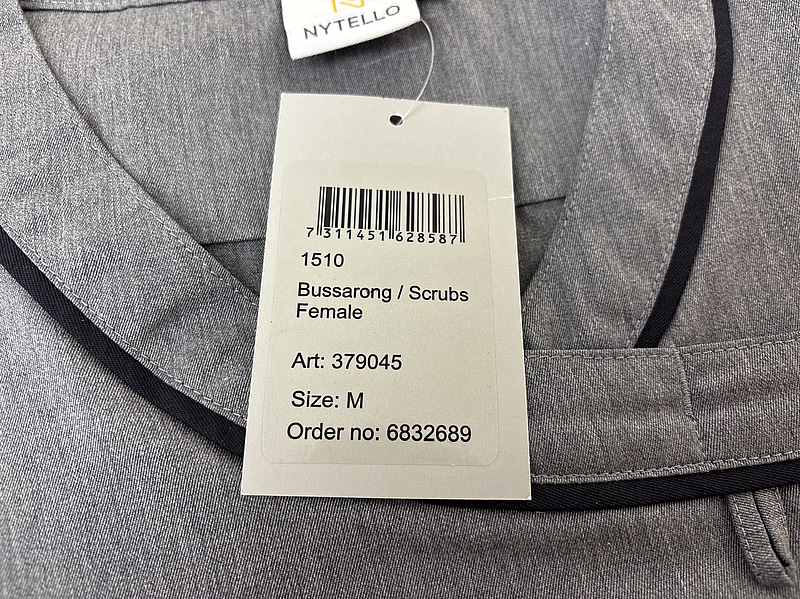 NYTELLO
7 311451 628587
1510
Bussarong / Scrubs
Female
Art: 379045
Size: M
Order no: 6832689